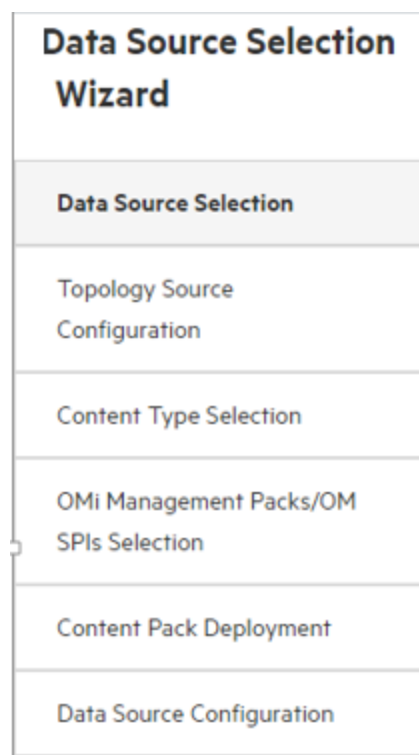 Data Source Selection
Wizard
Data Source Selection
Topology Source
Configuration
Content Type Selection
OMi Management Packs/OM
SPIs Selection
Content Pack Deployment
Data Source Configuration